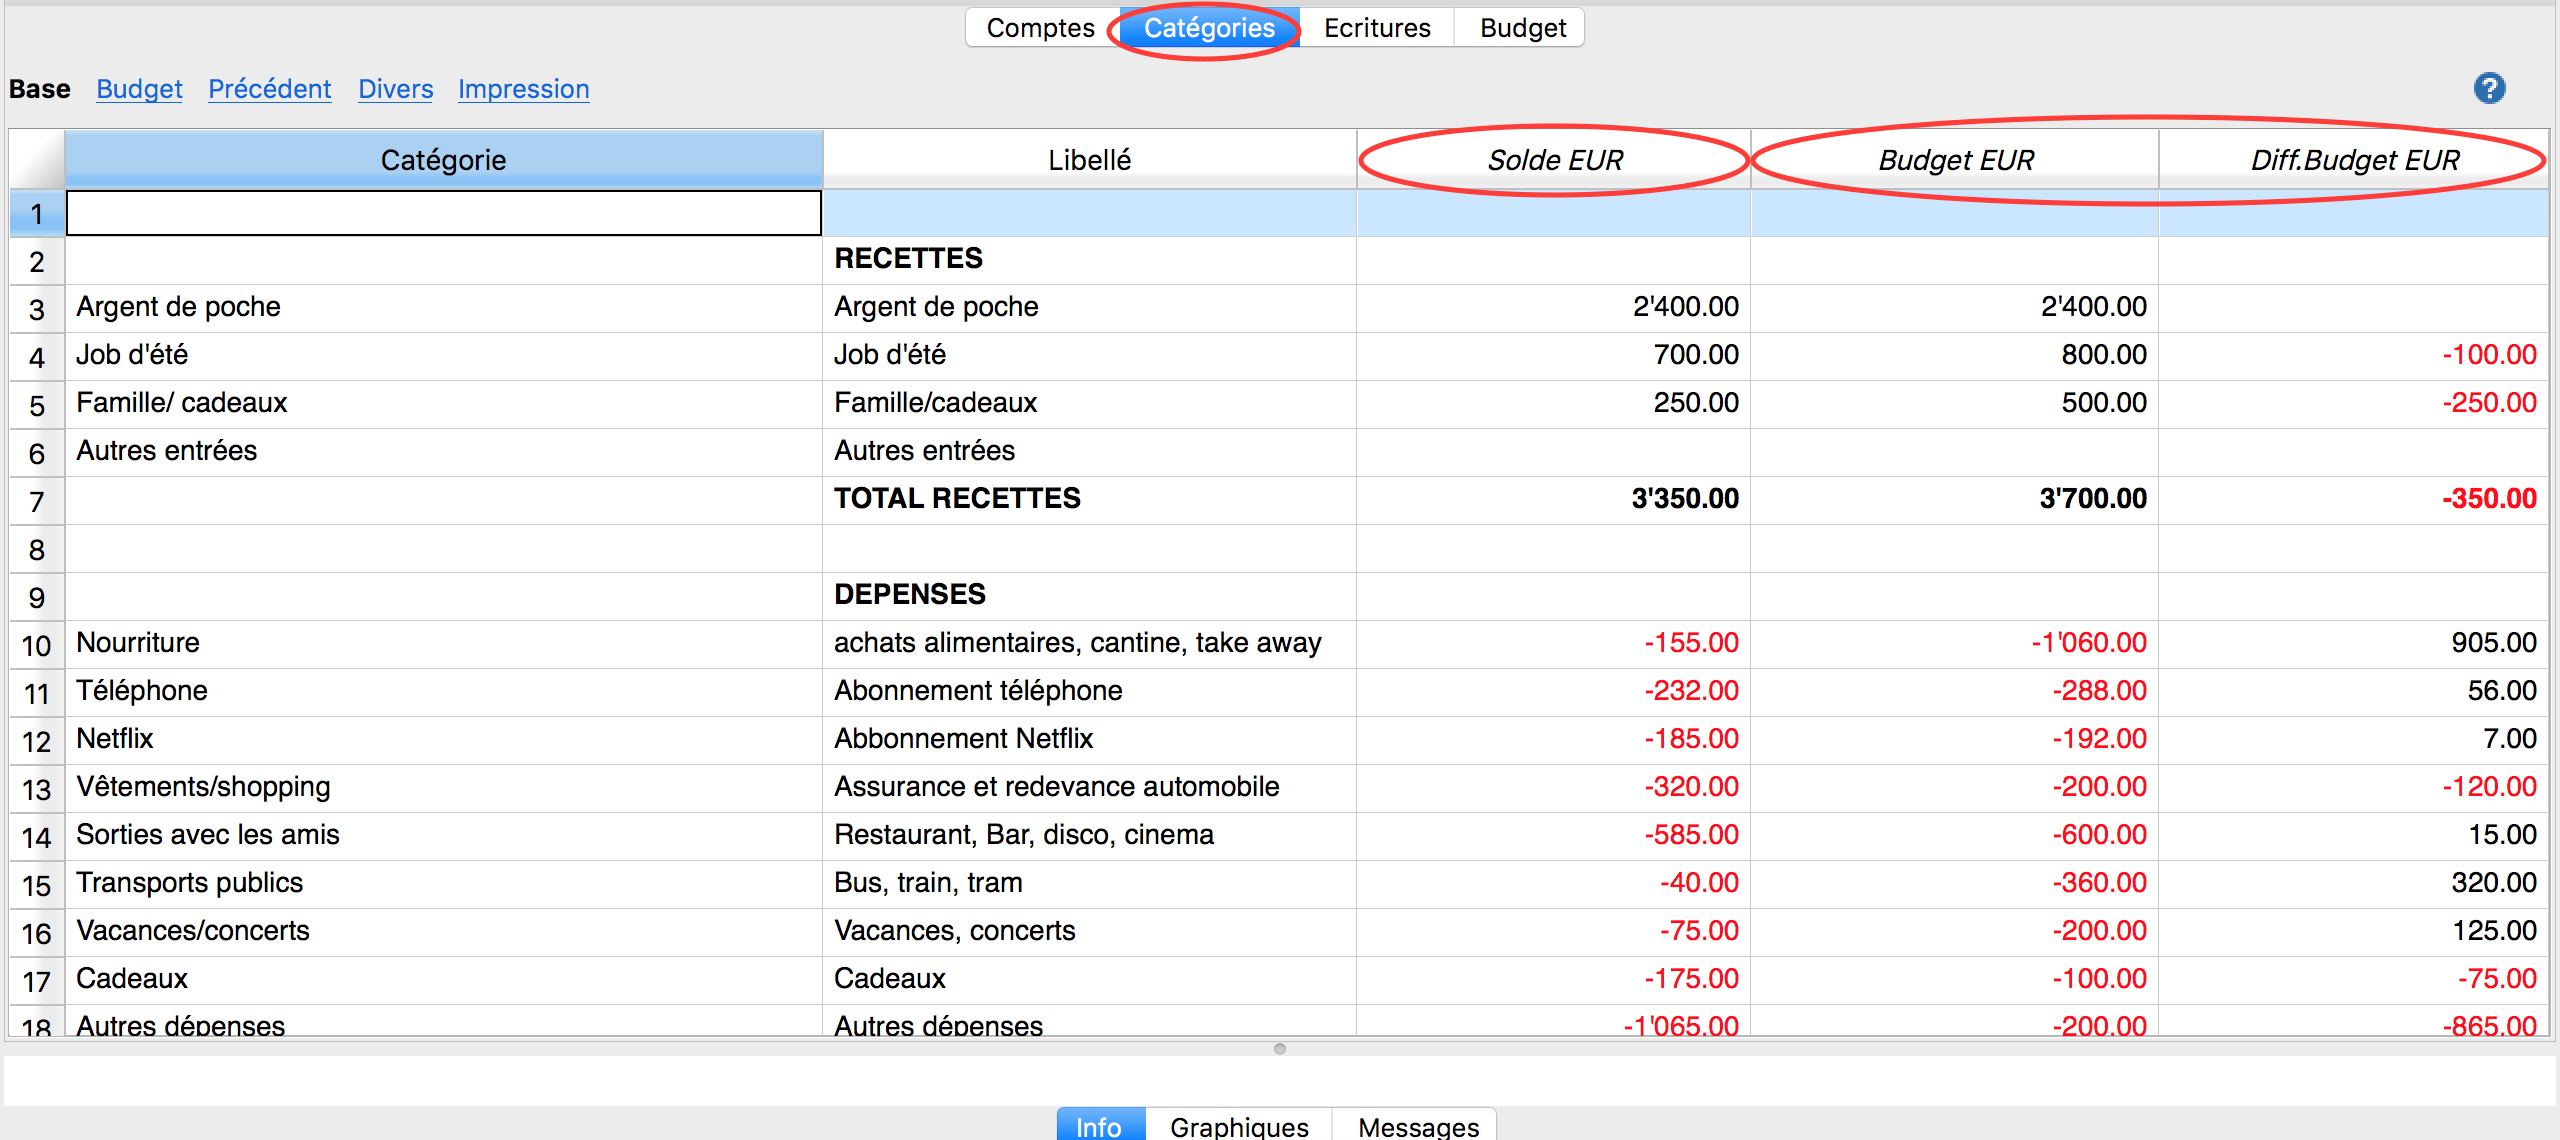 Comptes Catégories Ecritures Budget
Base Budget Précédent Divers Impression ?
Catégorie Libellé Solde EUR Budget EUR Diff.Budget EUR
1
2 RECETTES
3 Argent de poche Argent de poche 2'400.00 2'400.00
4 Job d'été Job d'été 700.00 800.00 -100.00
5 Famille/ cadeaux Famille/cadeaux 250.00 500.00 -250.00
6 Autres entrées Autres entrées
7 TOTAL RECETTES 3'350.00 3'700.00 -350.00
8
9 DEPENSES
10 Nourriture achats alimentaires, cantine, take away -155.00 -1'060.00 905.00
11 Téléphone Abonnement téléphone -232.00 -288.00 56.00
12 Netflix Abbonnement Netflix -185.00 -192.00 7.00
13 Vêtements/shopping Assurance et redevance automobile -320.00 -200.00 -120.00
14 Sorties avec les amis Restaurant, Bar, disco, cinema -585.00 -600.00 15.00
15 Transports publics Bus, train, tram -40.00 -360.00 320.00
16 Vacances/concerts Vacances, concerts -75.00 -200.00 125.00
17 Cadeaux Cadeaux -175.00 -100.00 -75.00
18 Autres dépenses Autres dépenses -1'065.00 -200.00 -865.00
Info Graphiques Messages